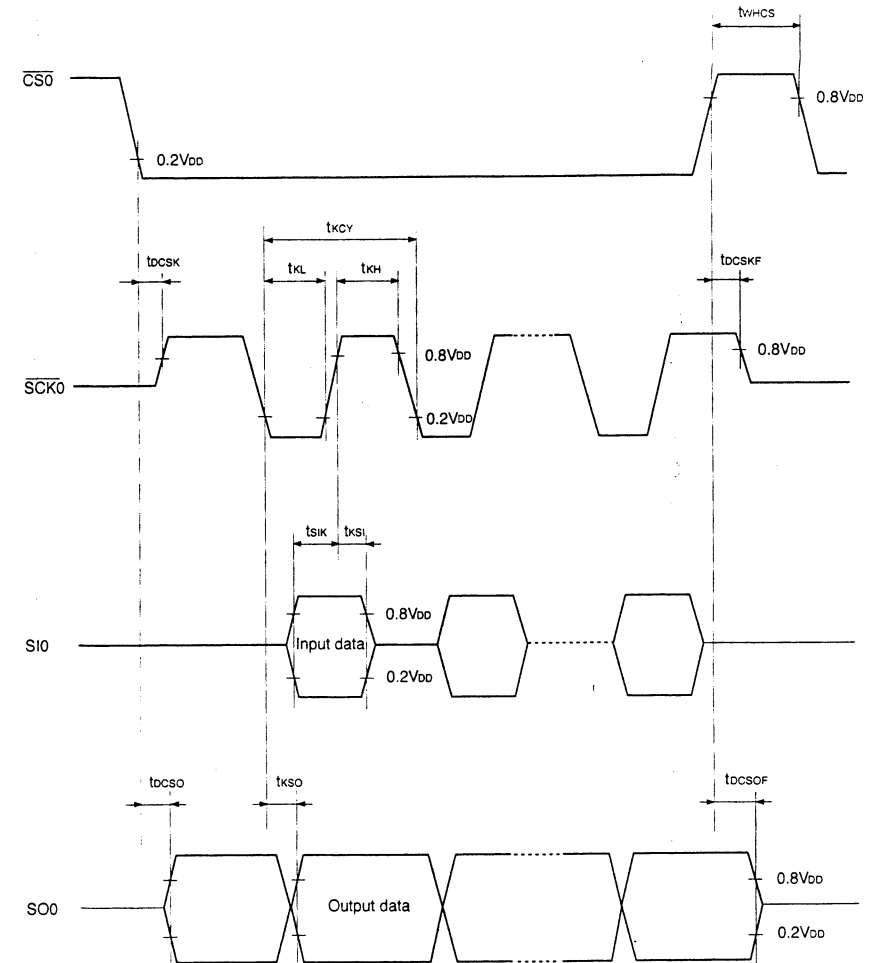 tWHCS
CS0
0.8VDD
0.2VDD
tKCY
tDCSK
tKL
tKH
tDCSKF
0.8VDD
0.8VDD
SCK0
0.2VDD
tSIK
tKSI
0.8VDD
SI0
Input data
0.2VDD
tDCSO
tKSO
tDCSOF
0.8VDD
SO0
Output data
0.2VDD